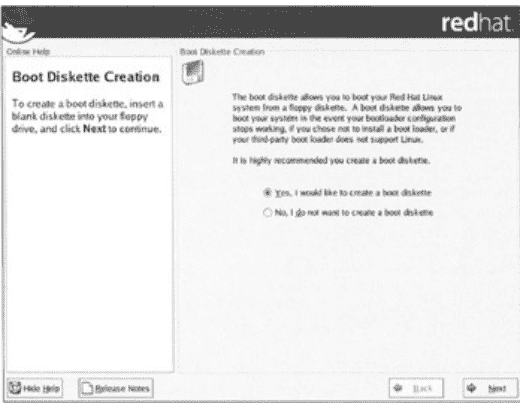 redhat.
Online Help
Boot Diskette Creation
To create a boot diskette, insert a
blank diskette into your floppy
drive, and click Next to continue.
Boot Diskette Creation
The boot diskette allows you to boot your Red Hat Linux
system from a floppy diskette. A boot diskette allows you to
boot your system in the event your bootloader configuration
stops working, if you chose not to install a boot loader, or if
your third-party boot loader does not support Linux.
It is highly recommended you create a boot diskette.
Yes, I would like to create a boot diskette
No, I do not want to create a boot diskette
Hide Help
Release Notes
Back
Next